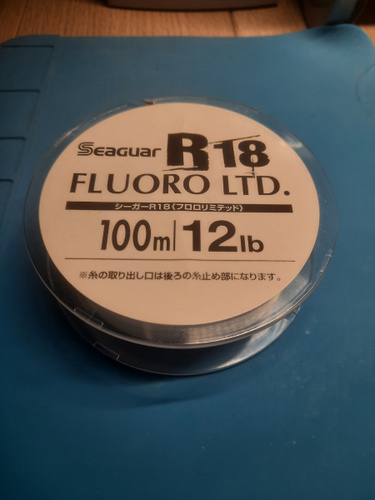 Seaguar R18
FLUORO LTD.
シーガーR18《フロロリミテッド》
100m 12lb
※糸の取り出し口は後ろの糸止め部になります。